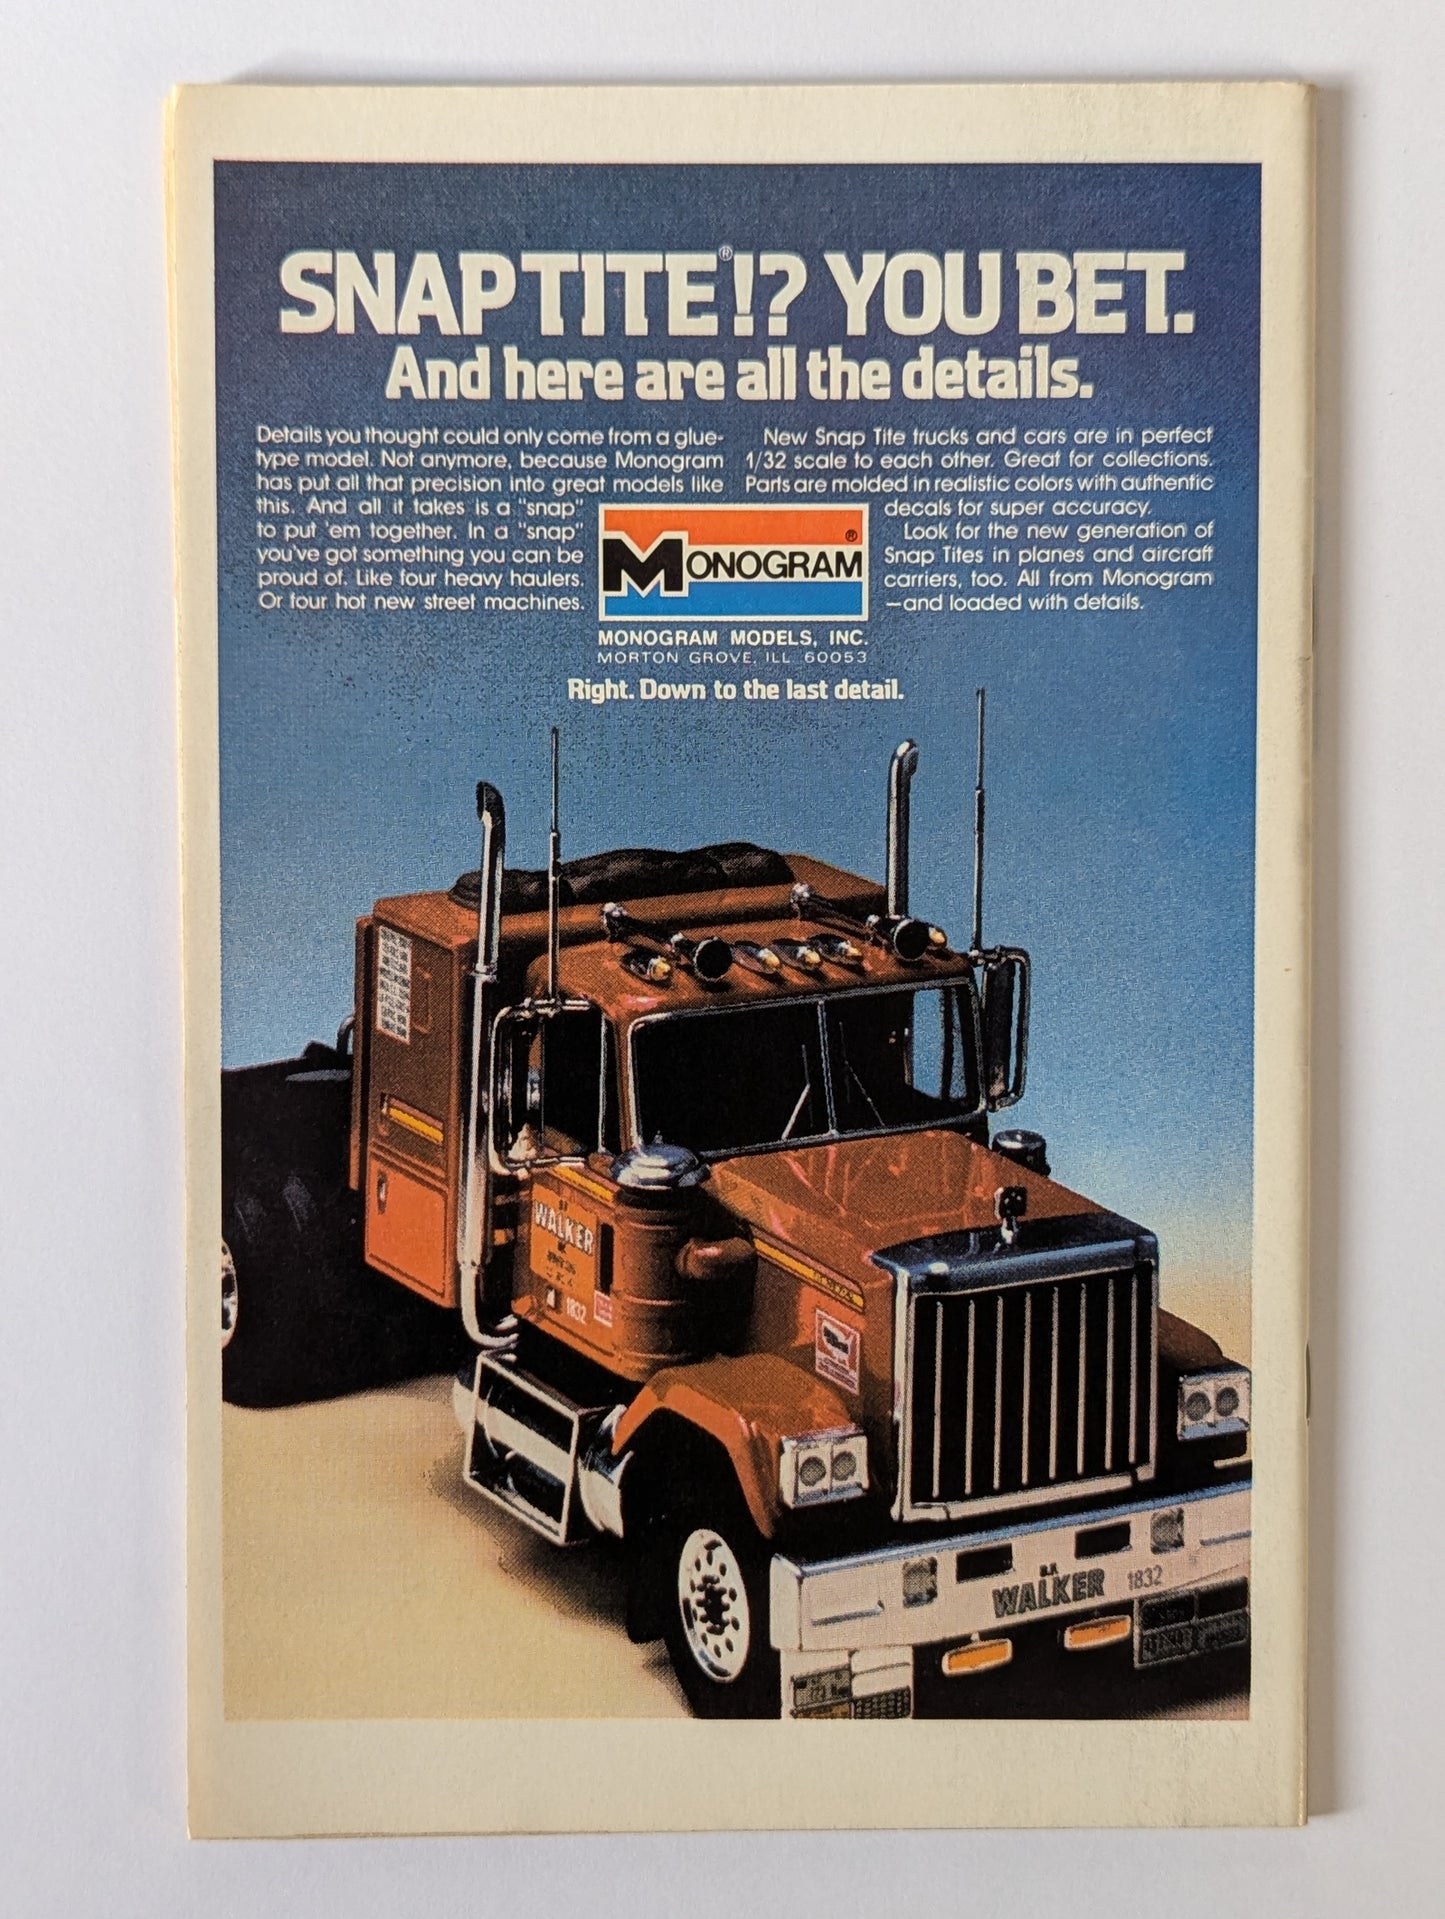 SNAP TITE®!? YOU BET.
And here are all the details.
Details you thought could only come from a glue-
type model. Not anymore, because Monogram
has put all that precision into great models like
this. And all it takes is a "snap"
to put 'em together. In a "snap"
you've got something you can be
proud of. Like four heavy haulers.
Or four hot new street machines.
New Snap Tite trucks and cars are in perfect
1/32 scale to each other. Great for collections.
Parts are molded in realistic colors with authentic
decals for super accuracy.
Look for the new generation of
Snap Tites in planes and aircraft
carriers, too. All from Monogram
—and loaded with details.
MONOGRAM ®
MONOGRAM MODELS, INC.
MORTON GROVE, ILL 60053
Right. Down to the last detail.
WALKER
1832
B.F.
WALKER 1832